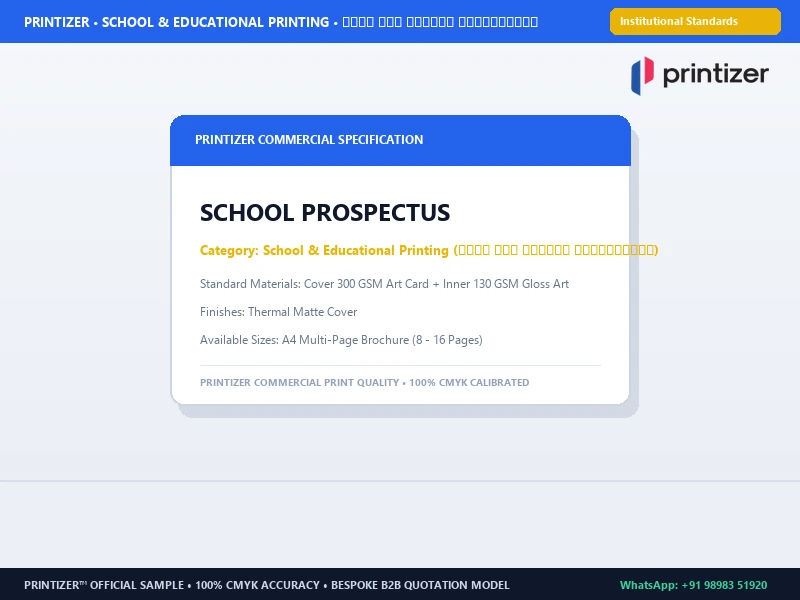 PRINTIZER • SCHOOL & EDUCATIONAL PRINTING •
Institutional Standards
printizer
PRINTIZER COMMERCIAL SPECIFICATION
SCHOOL PROSPECTUS
Category: School & Educational Printing (
Standard Materials: Cover 300 GSM Art Card + Inner 130 GSM Gloss Art
Finishes: Thermal Matte Cover
Available Sizes: A4 Multi-Page Brochure (8 - 16 Pages)
PRINTIZER COMMERCIAL PRINT QUALITY • 100% CMYK CALIBRATED
PRINTIZER™ OFFICIAL SAMPLE • 100% CMYK ACCURACY • BESPOKE B2B QUOTATION MODEL
WhatsApp: +91 98983 51920